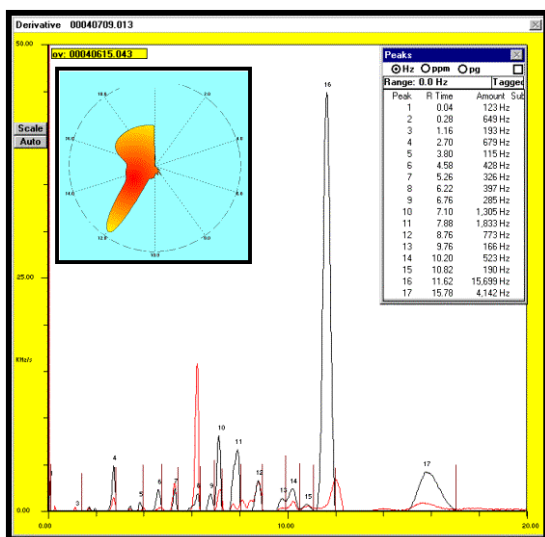 Derivative 00040709.013
50.00
ov: 00040615.043
Peaks
Hz ppm pg
Range: 0.0 Hz Tagged
Peak R Time Amount Sub
1 0.04 123 Hz
2 0.28 649 Hz
3 1.16 193 Hz
4 2.70 679 Hz
5 3.80 115 Hz
6 4.58 428 Hz
7 5.26 326 Hz
8 6.22 397 Hz
9 6.76 285 Hz
10 7.10 1,305 Hz
11 7.88 1,833 Hz
12 8.76 773 Hz
13 9.76 166 Hz
14 10.20 523 Hz
15 10.82 190 Hz
16 11.62 15,699 Hz
17 15.78 4,142 Hz
Scale
Auto
12.0
10.0
16
25.00
KHz/s
3
4
5
6
7
8
9
10
11
12
13
14
15
17
0.00
0.00
10.00
20.00